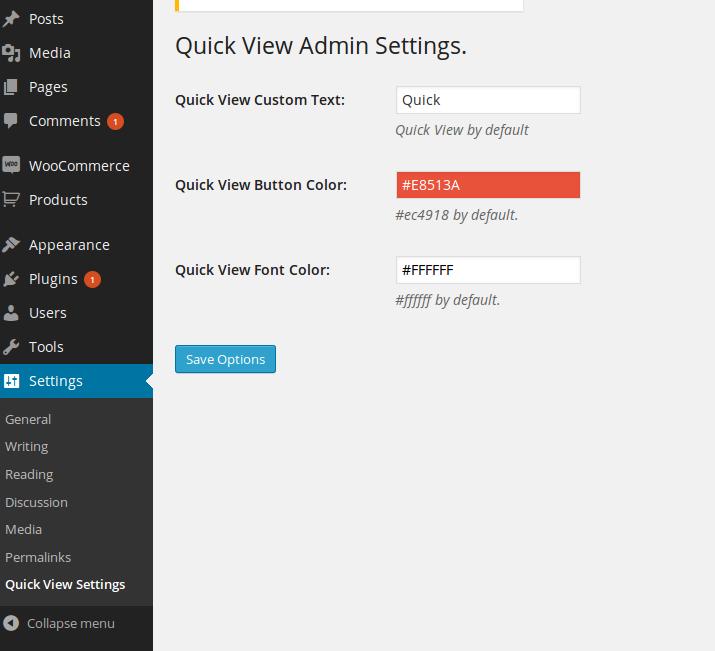 Posts
Media
Pages
Comments 1
WOO WooCommerce
Products
Appearance
Plugins 1
Users
Tools
Settings
General
Writing
Reading
Discussion
Media
Permalinks
Quick View Settings
Collapse menu
Quick View Admin Settings.
Quick View Custom Text: Quick
Quick View by default
Quick View Button Color: #E8513A
#ec4918 by default.
Quick View Font Color: #FFFFFF
#ffffff by default.
Save Options